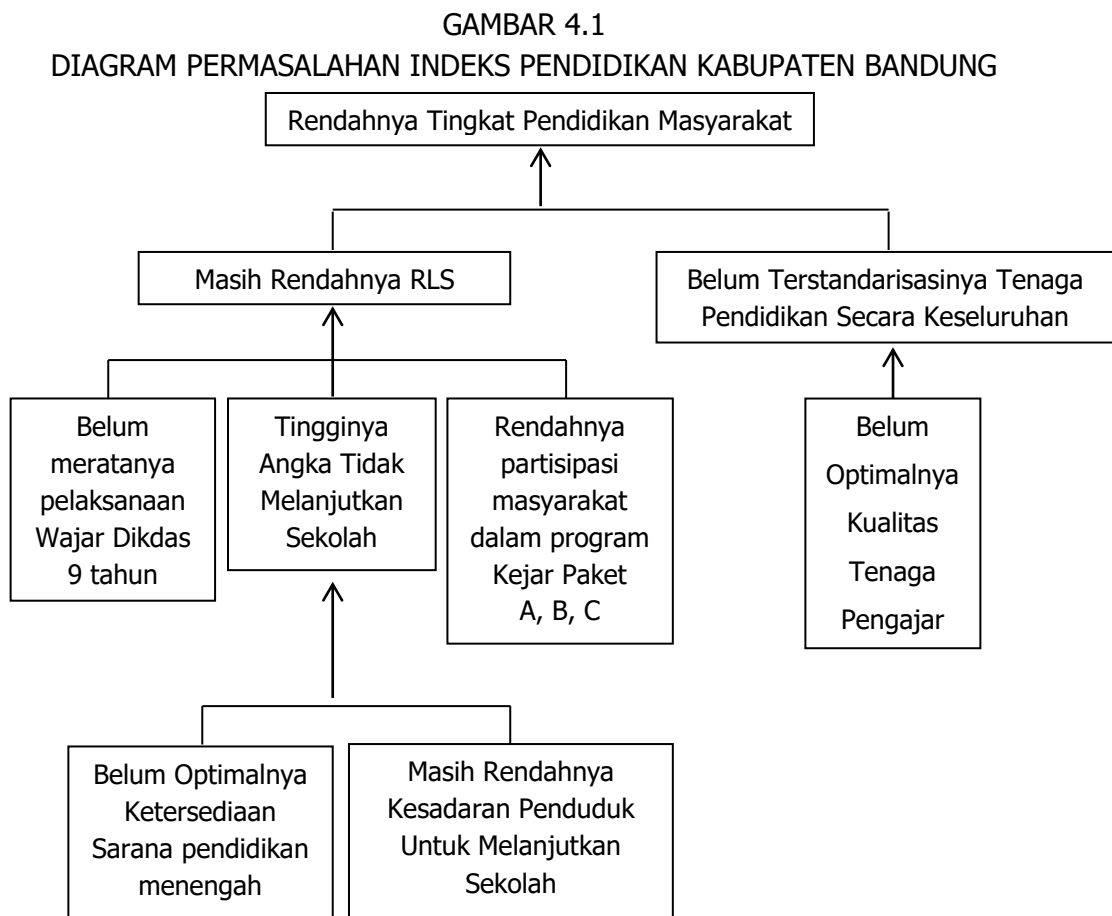 GAMBAR 4.1
DIAGRAM PERMASALAHAN INDEKS PENDIDIKAN KABUPATEN BANDUNG
Rendahnya Tingkat Pendidikan Masyarakat
Masih Rendahnya RLS
Belum Terstandarisasinya Tenaga
Pendidikan Secara Keseluruhan
Belum
meratanya
pelaksanaan
Wajar Dikdas
9 tahun
Tingginya
Angka Tidak
Melanjutkan
Sekolah
Rendahnya
partisipasi
masyarakat
dalam program
Kejar Paket
A, B, C
Belum
Optimalnya
Kualitas
Tenaga
Pengajar
Belum Optimalnya
Ketersediaan
Sarana pendidikan
menengah
Masih Rendahnya
Kesadaran Penduduk
Untuk Melanjutkan
Sekolah